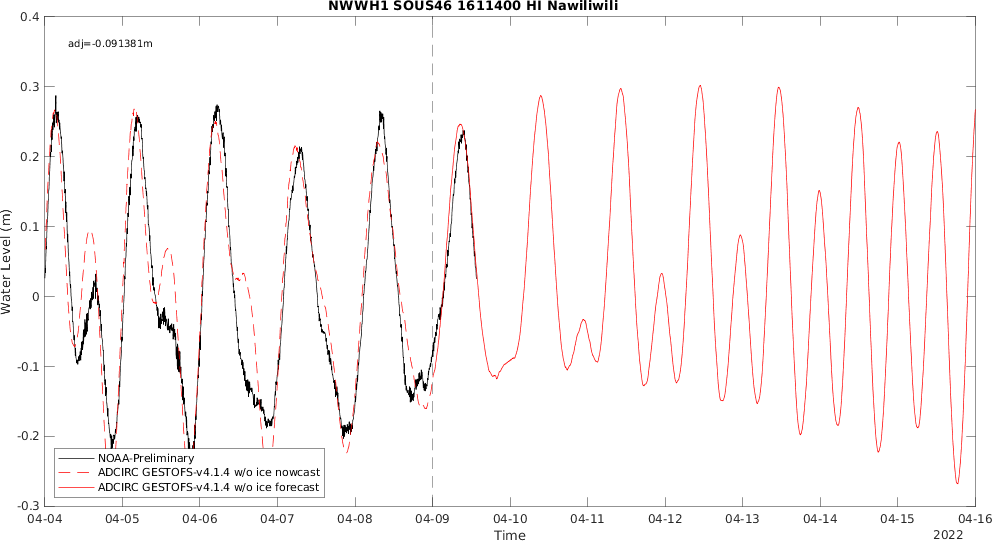 NWWH1 SOUS46 1611400 HI Nawiliwili
adj=-0.091381m
0.4
0.3
0.2
0.1
0
-0.1
-0.2
-0.3
Water Level (m)
NOAA-Preliminary
ADCIRC GESTOFS-v4.1.4 w/o ice nowcast
ADCIRC GESTOFS-v4.1.4 w/o ice forecast
04-04 04-05 04-06 04-07 04-08 04-09 04-10 04-11 04-12 04-13 04-14 04-15 04-16
Time
2022